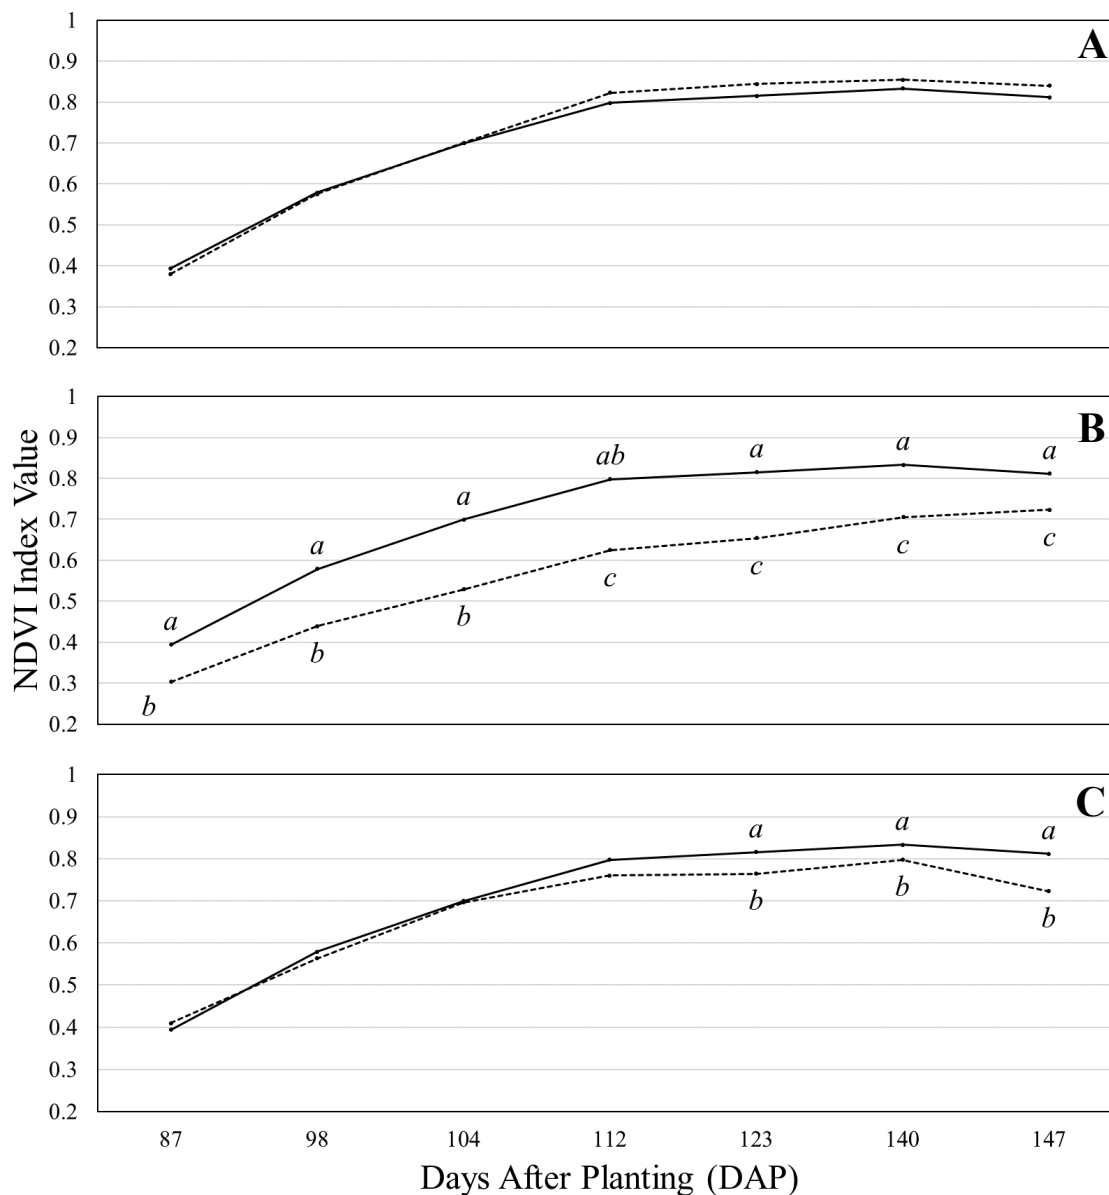 A
1
0.9
0.8
0.7
0.6
0.5
0.4
0.3
0.2
B
1
0.9
0.8
0.7
0.6
0.5
0.4
0.3
0.2
a a a ab a a a
b b b c c c c
NDVI Index Value
C
1
0.9
0.8
0.7
0.6
0.5
0.4
0.3
0.2
a a a
b b b
87 98 104 112 123 140 147
Days After Planting (DAP)